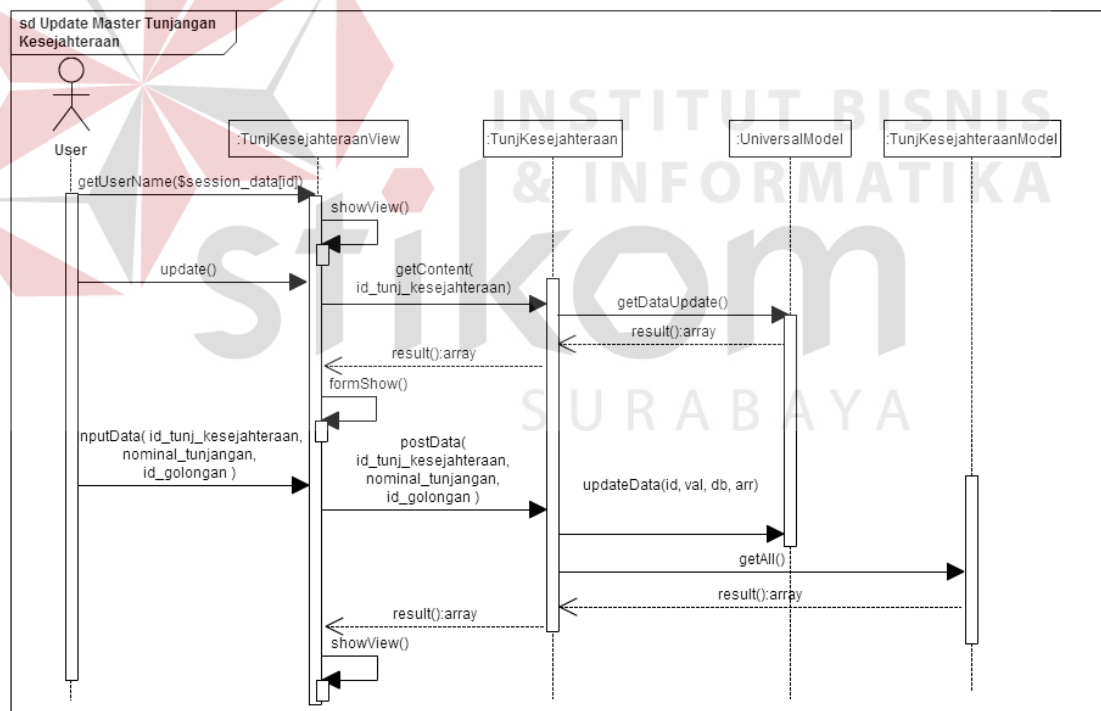 sd Update Master Tunjangan
Kesejahteraan
INSTITUT BISNIS
& INFORMATIKA
stikom
SURABAYA
User
:TunjKesejahteraanView
:TunjKesejahteraan
:UniversalModel
:TunjKesejahteraanModel
getUserName($session_data[id])
showView()
update()
getContent(
id_tunj_kesejahteraan)
getDataUpdate()
result():array
result():array
formShow()
nputData( id_tunj_kesejahteraan,
nominal_tunjangan,
id_golongan )
postData(
id_tunj_kesejahteraan,
nominal_tunjangan,
id_golongan )
updateData(id, val, db, arr)
getAll()
result():array
result():array
showView()